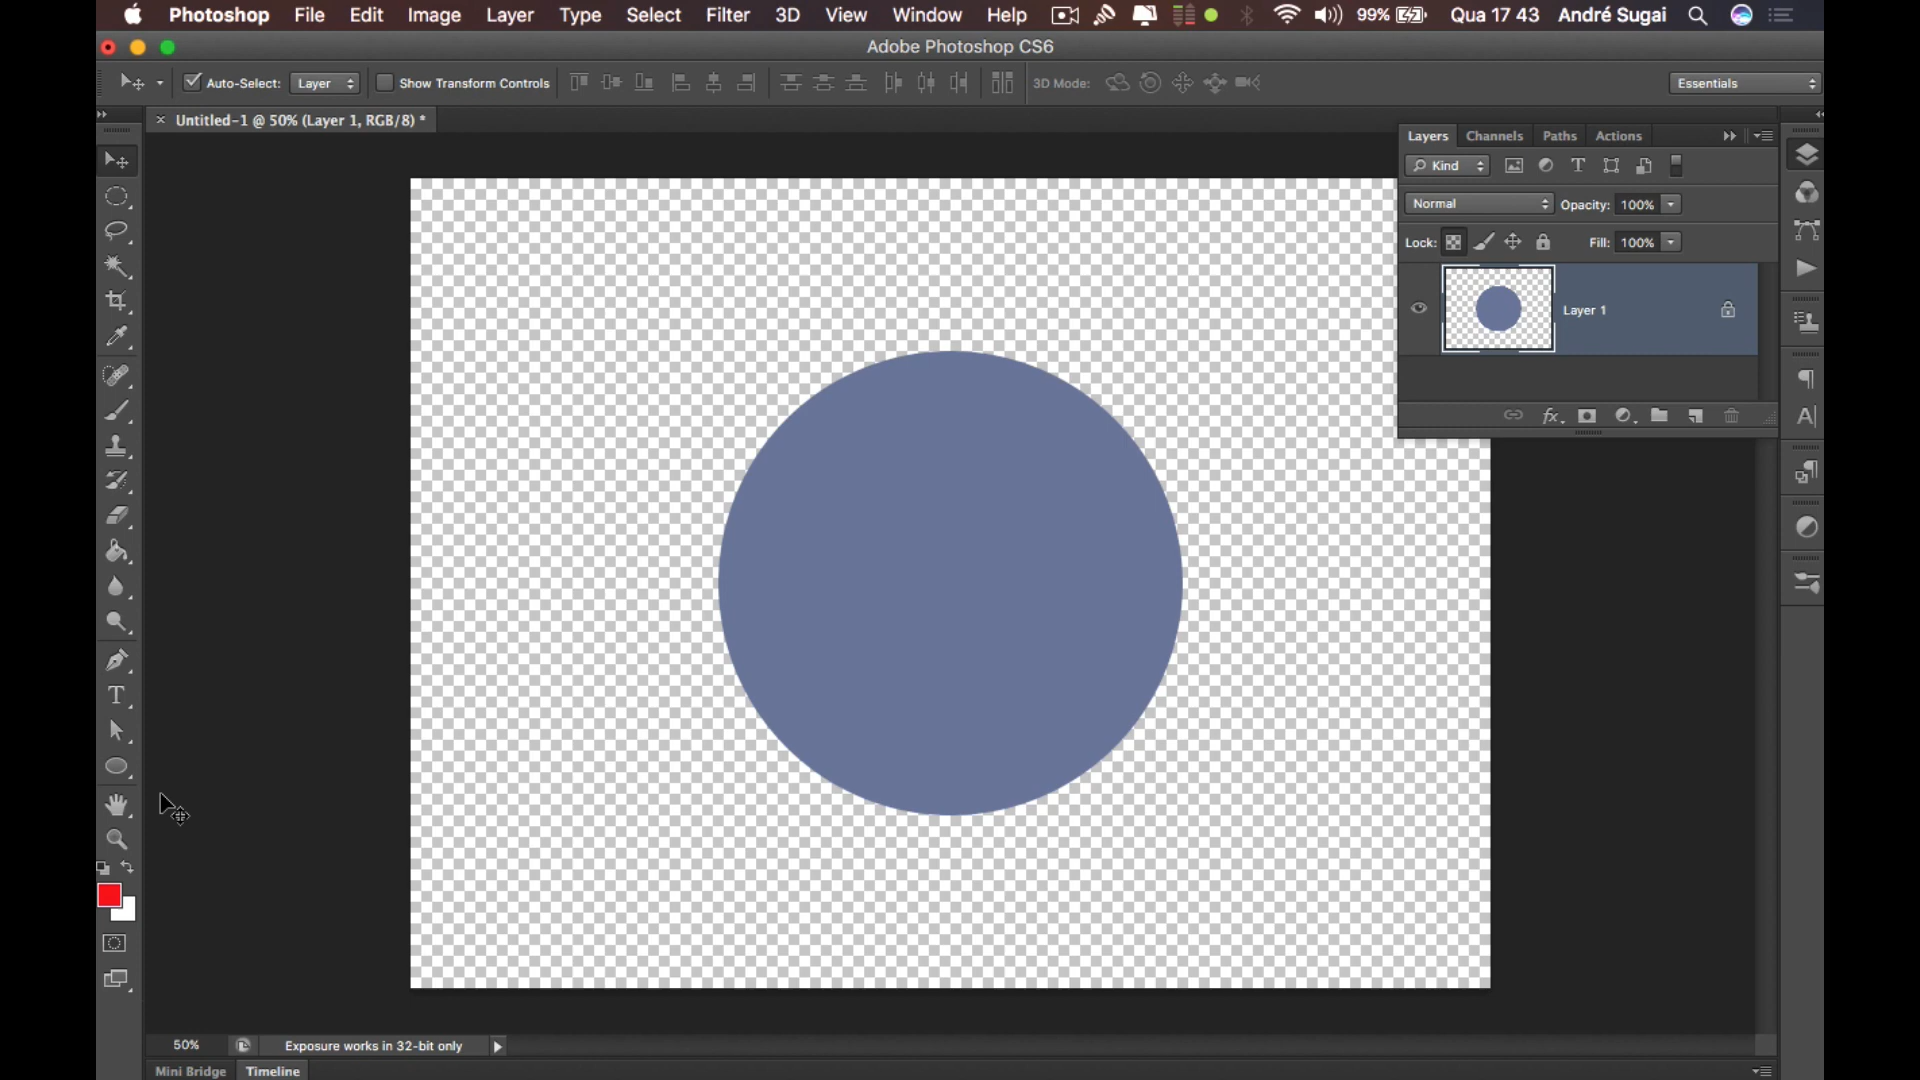 Photoshop File Edit Image Layer Type Select Filter 3D View Window Help 99% Qua 17 43 André Sugai
Adobe Photoshop CS6
Auto-Select: Layer Show Transform Controls 3D Mode: Essentials
Untitled-1 @ 50% (Layer 1, RGB/8) *
Layers Channels Paths Actions
Kind
Normal Opacity: 100%
Lock: Fill: 100%
Layer 1
fx
50% Exposure works in 32-bit only
Mini Bridge Timeline